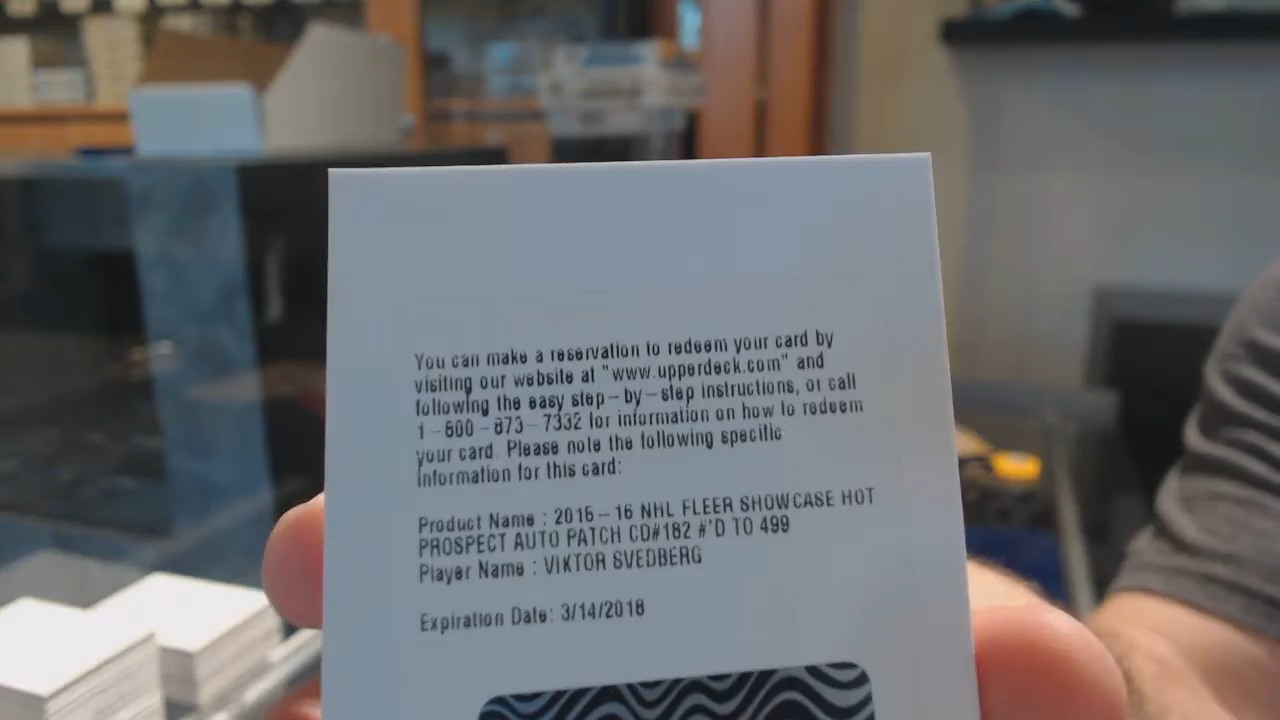 You can make a reservation to redeem your card by
visiting our website at "www.upperdeck.com" and
following the easy step-by-step instructions, or call
1-800-873-7332 for information on how to redeem
your card. Please note the following specific
information for this card:
Product Name : 2015-16 NHL FLEER SHOWCASE HOT
PROSPECT AUTO PATCH CD#182 #'D TO 499
Player Name : VIKTOR SVEDBERG
Expiration Date: 3/14/2018